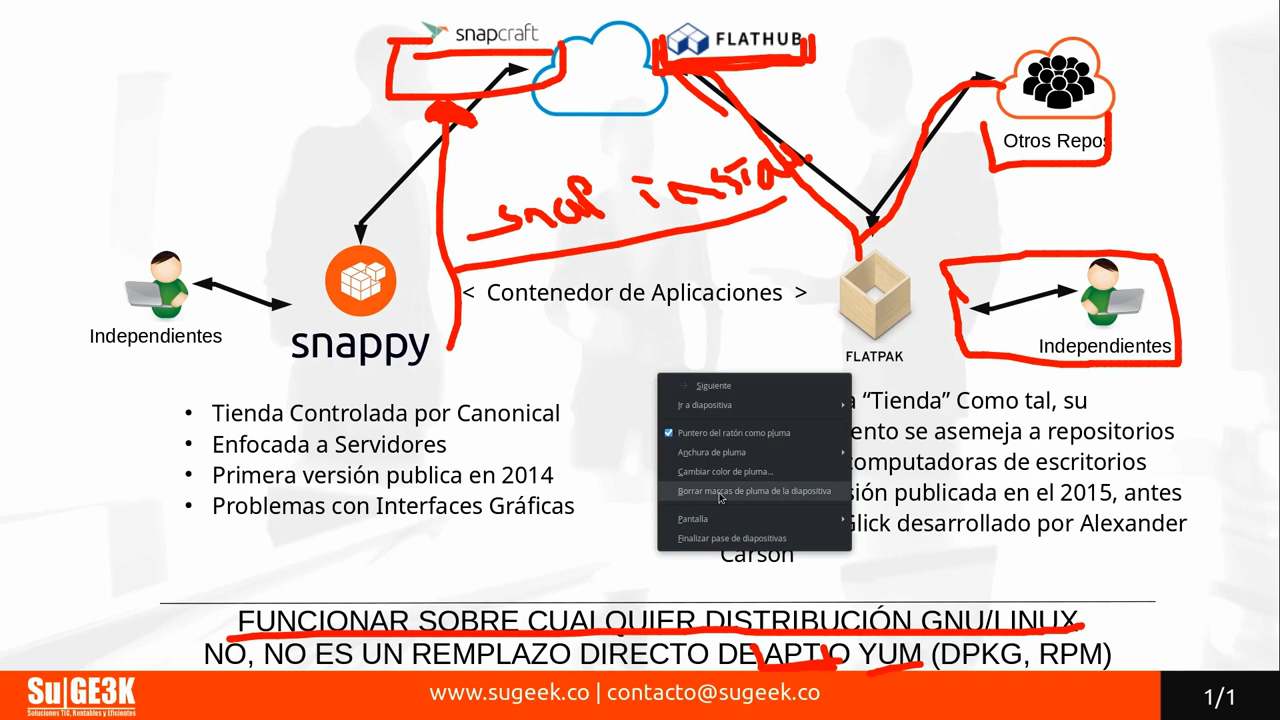 snapcraft
FLATHUB
Otros Repos
snap install
< Contenedor de Aplicaciones >
Independientes
snappy
FLATPAK
Independientes
• Tienda Controlada por Canonical
• Enfocada a Servidores
• Primera versión publica en 2014
• Problemas con Interfaces Gráficas
“Tienda” Como tal, su
se asemeja a repositorios
computadoras de escritorios
publicada en el 2015, antes
Glick desarrollado por Alexander
Carson
Siguiente
Ir a diapositiva
Puntero del ratón como pluma
Anchura de pluma
Cambiar color de pluma...
Borrar marcas de pluma de la diapositiva
Pantalla
Finalizar pase de diapositivas
FUNCIONAR SOBRE CUALQUIER DISTRIBUCIÓN GNU/LINUX
NO, NO ES UN REMPLAZO DIRECTO DE APT O YUM (DPKG, RPM)
Su|GE3K
Soluciones TIC, Rentables y Eficientes
www.sugeek.co | contacto@sugeek.co
1/1